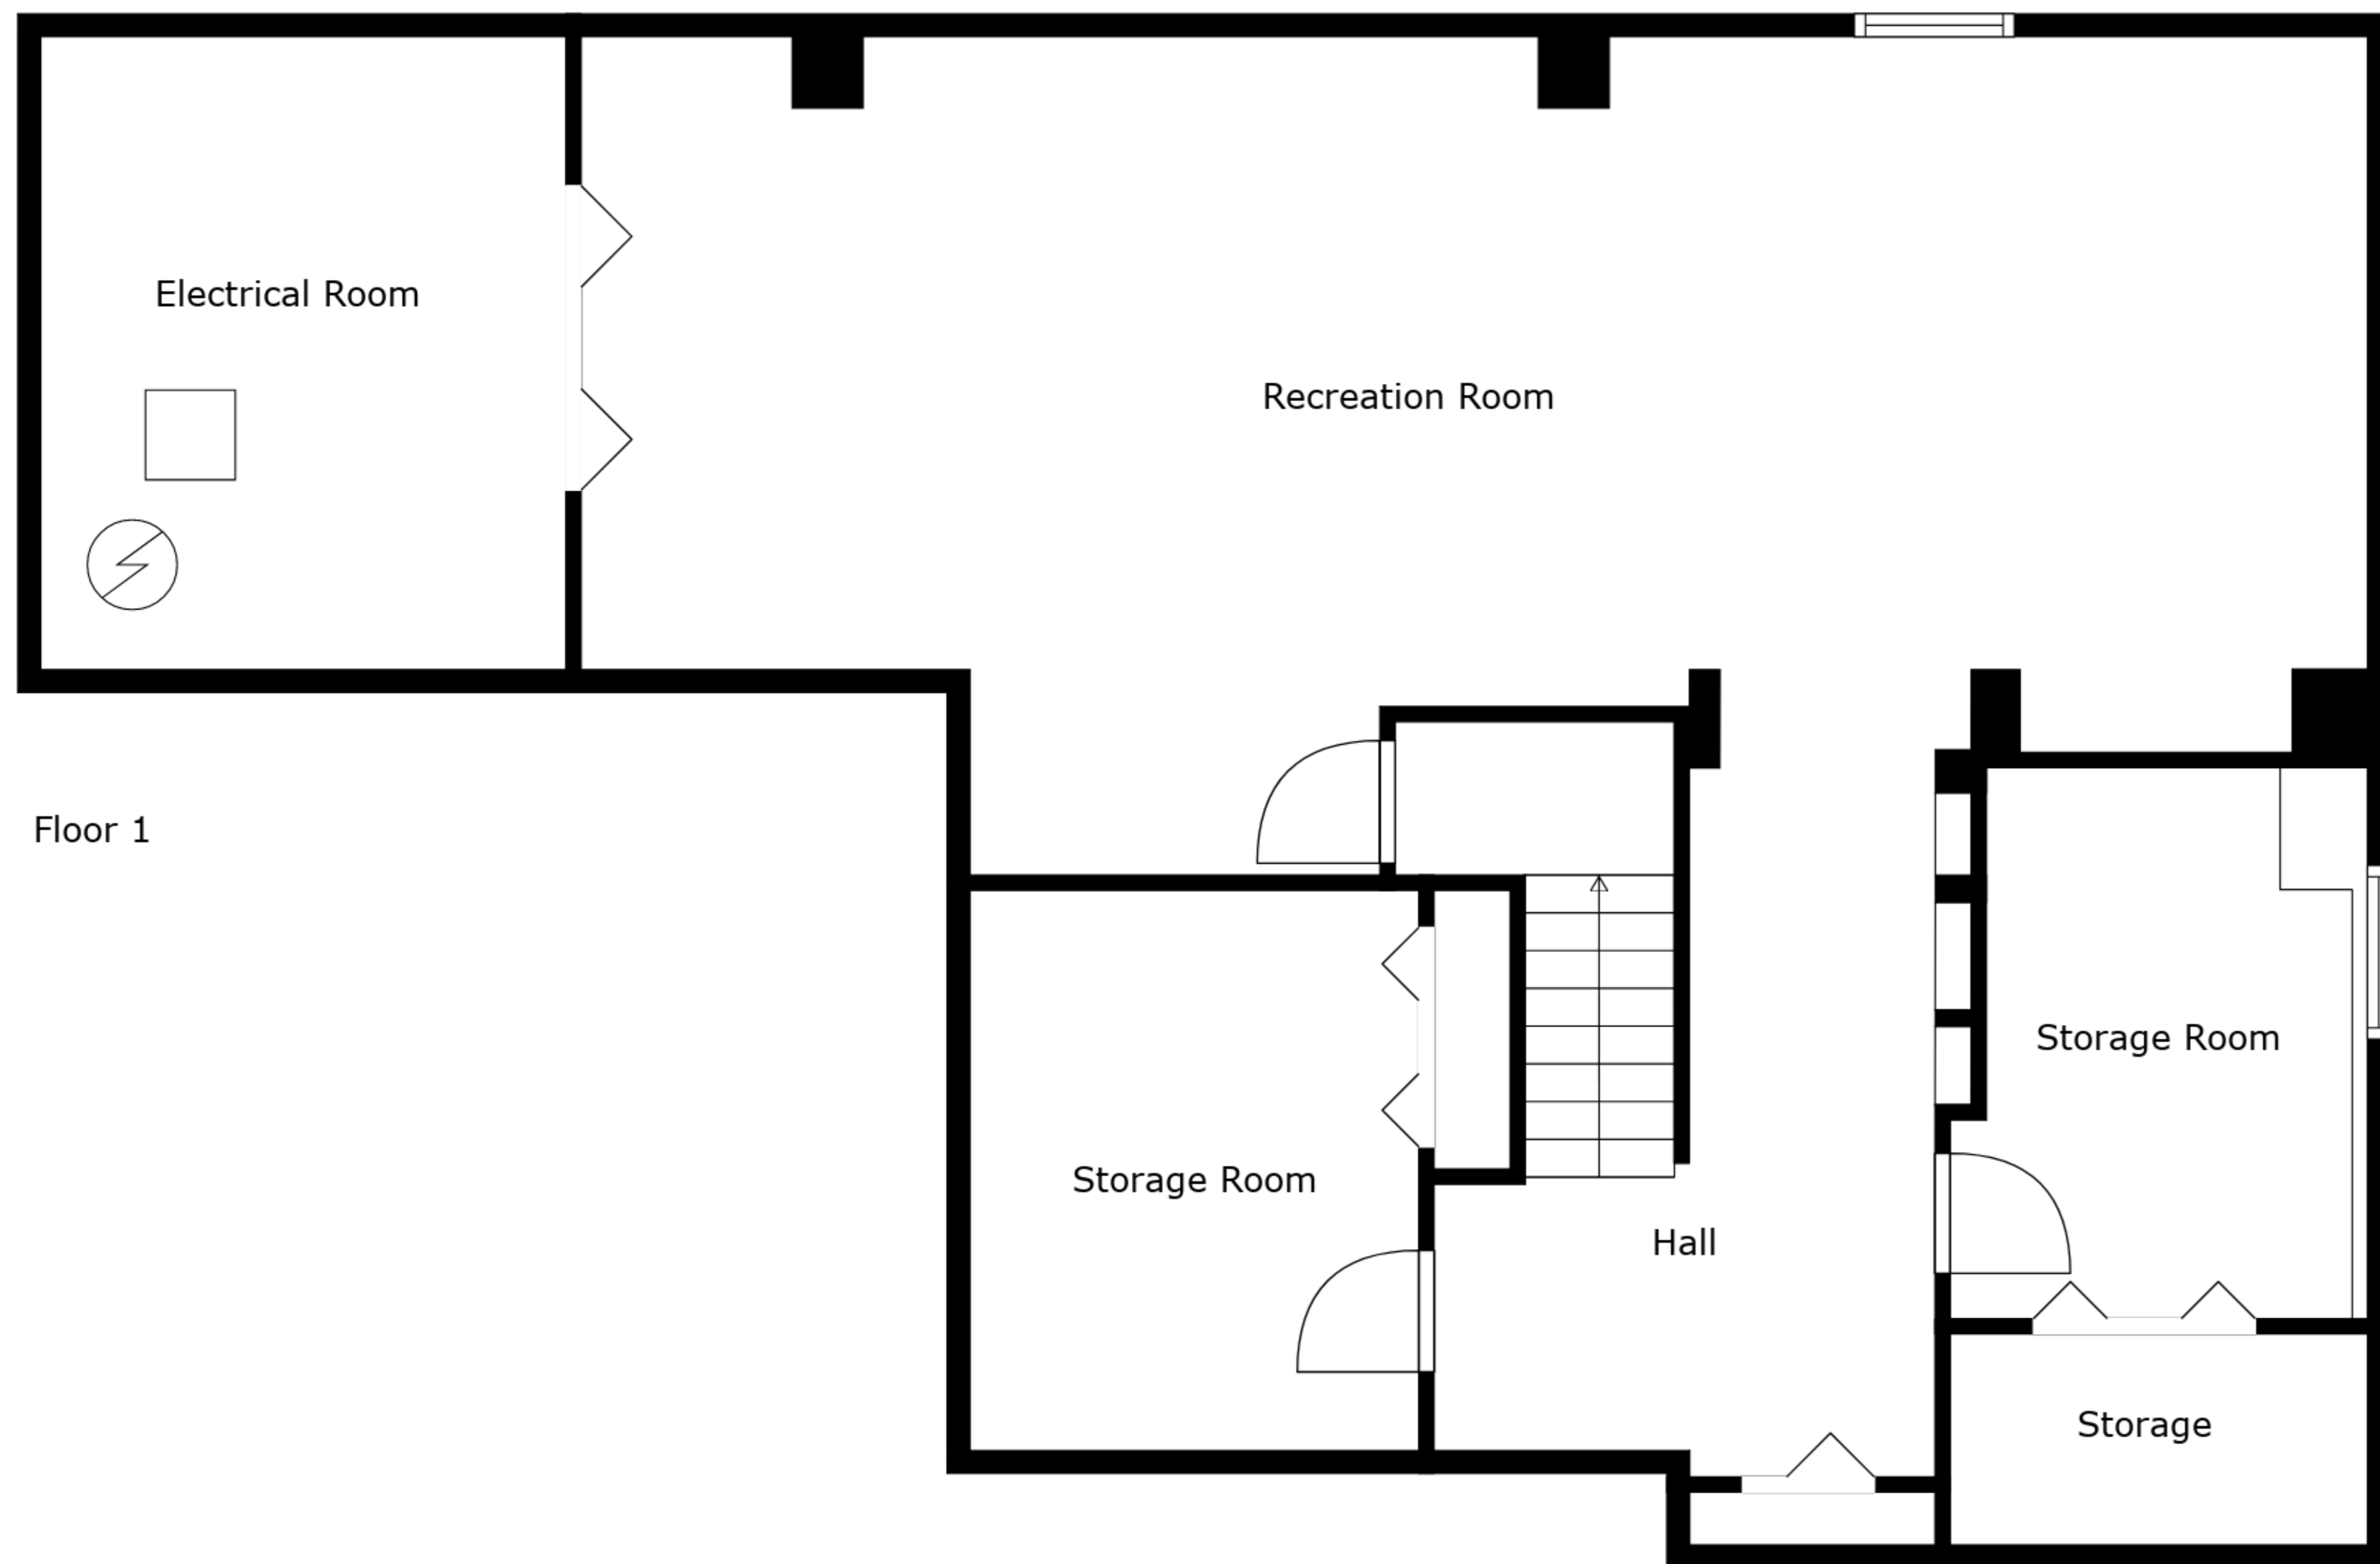 Electrical Room
Recreation Room
Floor 1
Storage Room
Storage Room
Hall
Storage